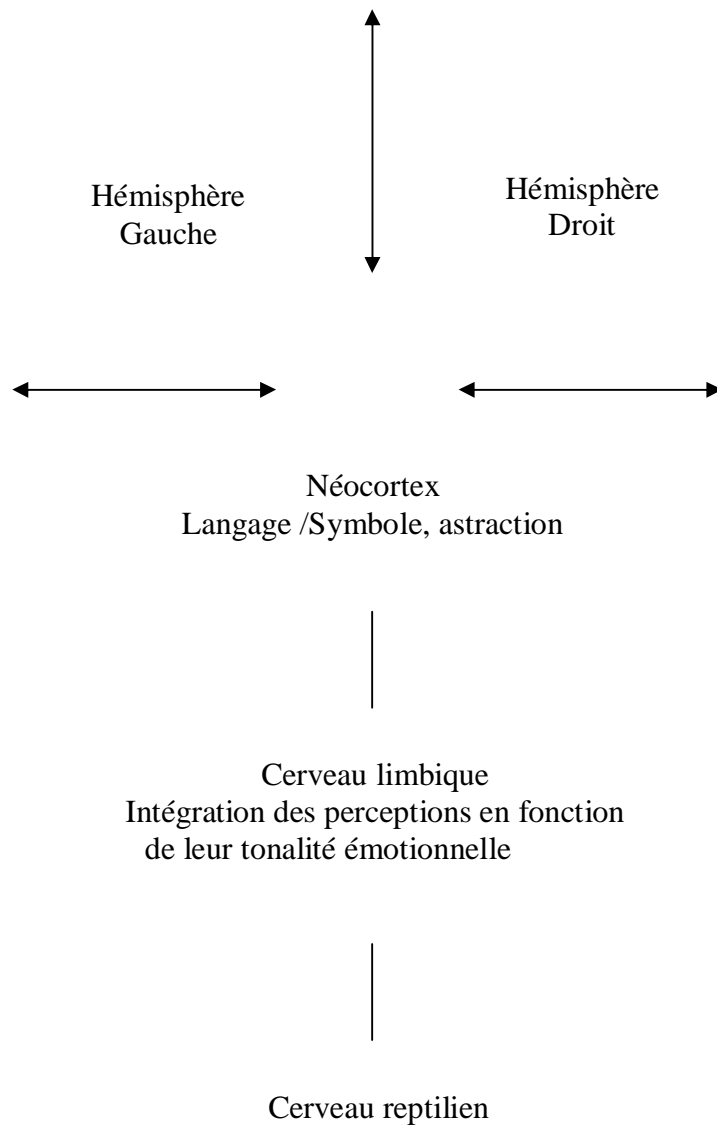 Hémisphère
Gauche
Hémisphère
Droit
Néocortex
Langage /Symbole, astraction
Cerveau limbique
Intégration des perceptions en fonction
de leur tonalité émotionnelle
Cerveau reptilien